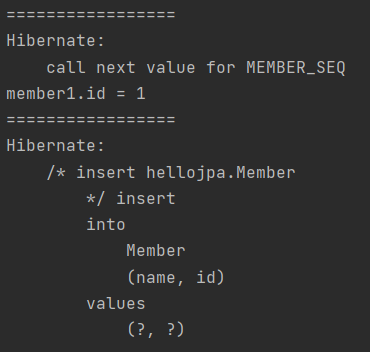 =================
Hibernate:
    call next value for MEMBER_SEQ
member1.id = 1
=================
Hibernate:
    /* insert hellojpa.Member
        */ insert
        into
            Member
            (name, id)
        values
            (?, ?)